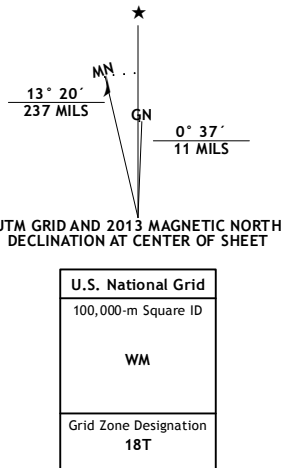 MN
GN
13° 20´
237 MILS
0° 37´
11 MILS
UTM GRID AND 2013 MAGNETIC NORTH
DECLINATION AT CENTER OF SHEET
U.S. National Grid
100,000-m Square ID
WM
Grid Zone Designation
18T